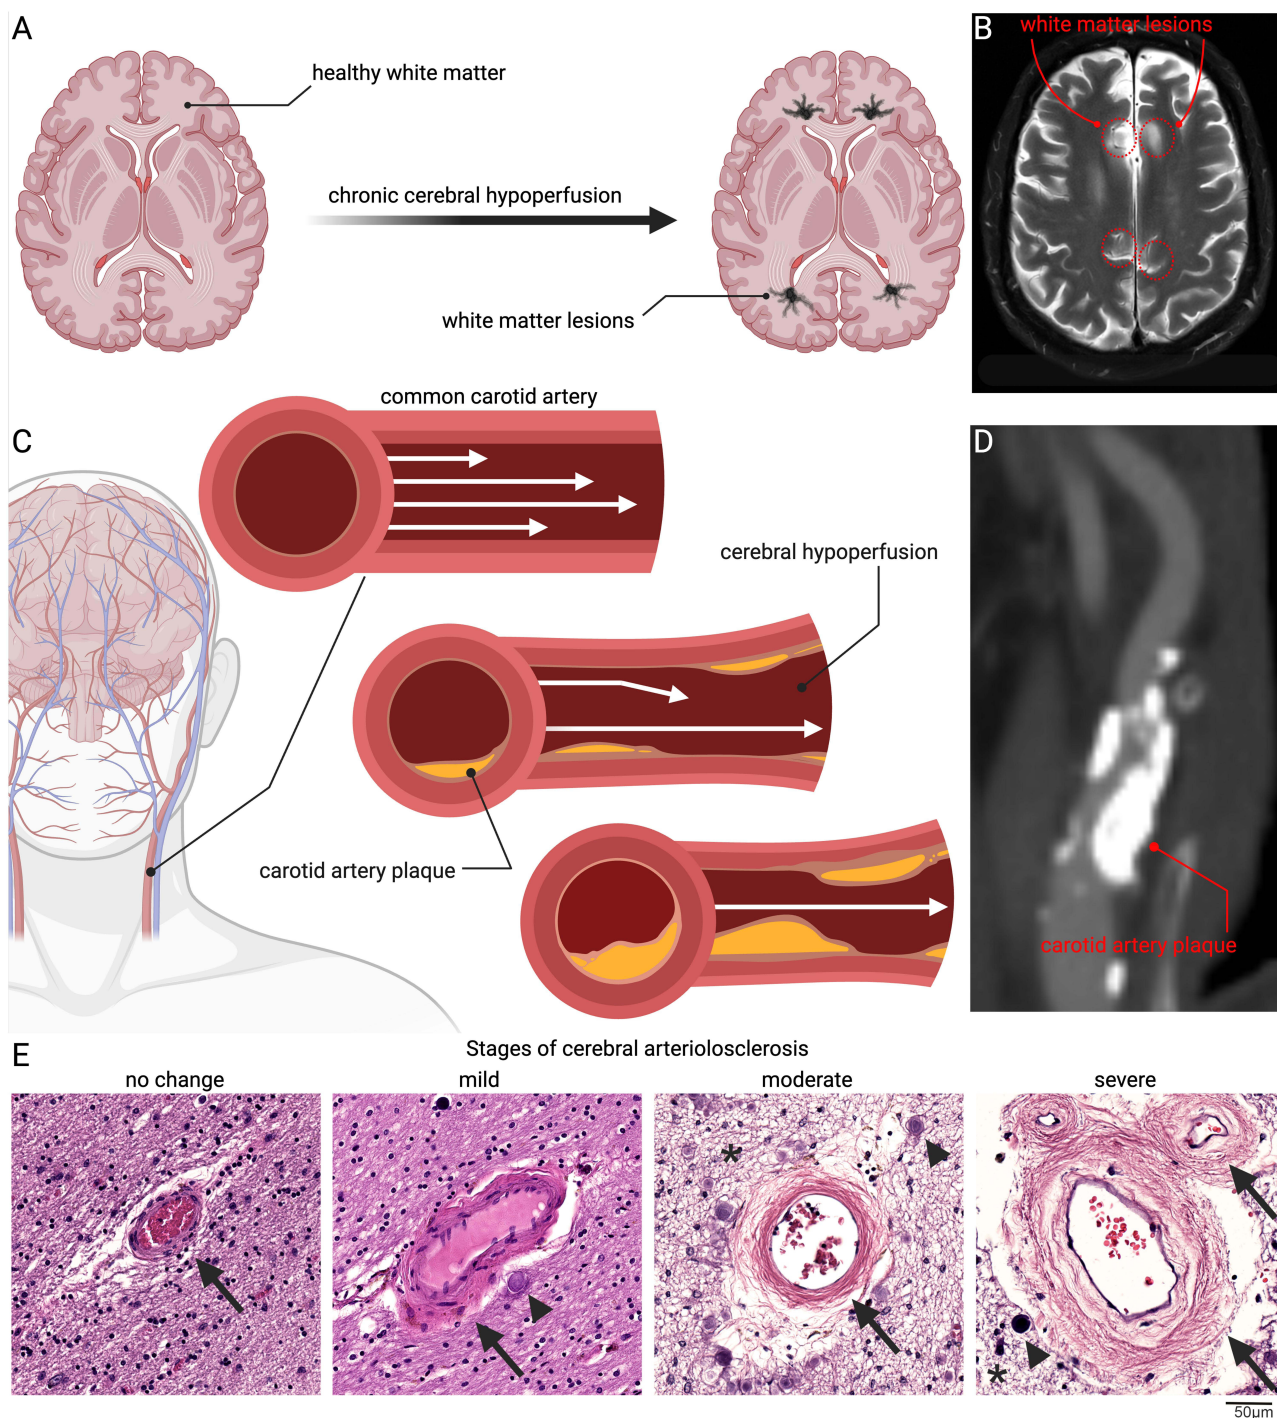 A
healthy white matter
chronic cerebral hypoperfusion
white matter lesions
B
white matter lesions
C
common carotid artery
cerebral hypoperfusion
carotid artery plaque
D
carotid artery plaque
E
Stages of cerebral arteriolosclerosis
no change
mild
moderate
severe
*
*
50µm